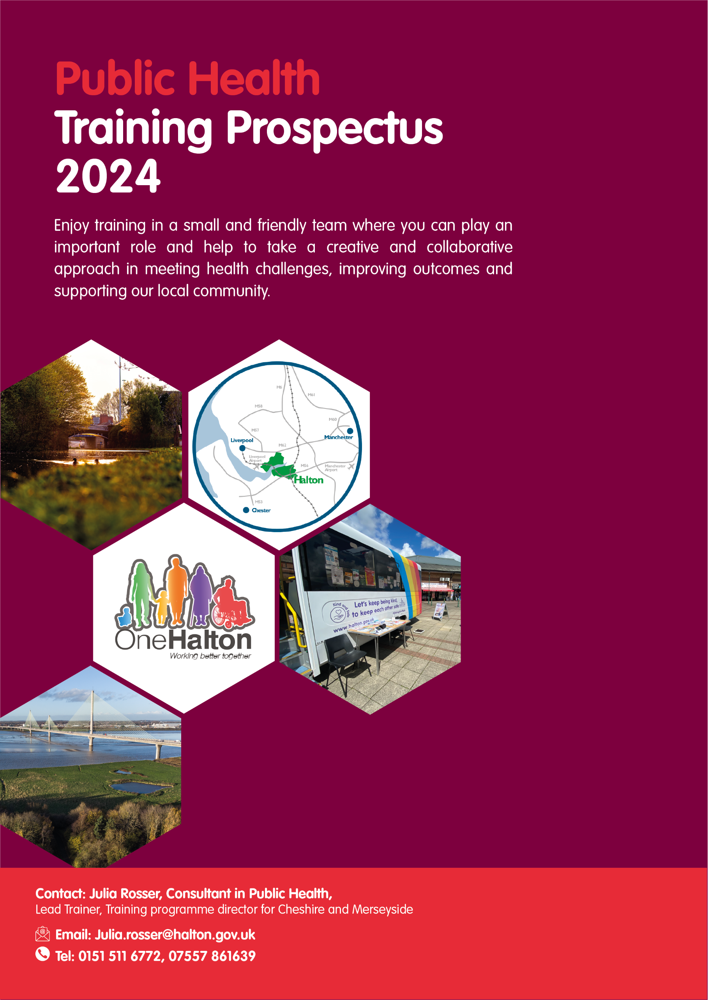 Public Health
Training Prospectus
2024
Enjoy training in a small and friendly team where you can play an
important role and help to take a creative and collaborative
approach in meeting health challenges, improving outcomes and
supporting our local community.
M6
M61
M58
M60
M57
Manchester
Liverpool
M62
Liverpool
Airport
M56
Manchester
Airport
Halton
M53
Chester
OneHalton
Working better together
Kind and Safe
Let's keep being kind,
to keep each other safe
www.halton.gov.uk
Contact: Julia Rosser, Consultant in Public Health,
Lead Trainer, Training programme director for Cheshire and Merseyside
Email: Julia.rosser@halton.gov.uk
Tel: 0151 511 6772, 07557 861639